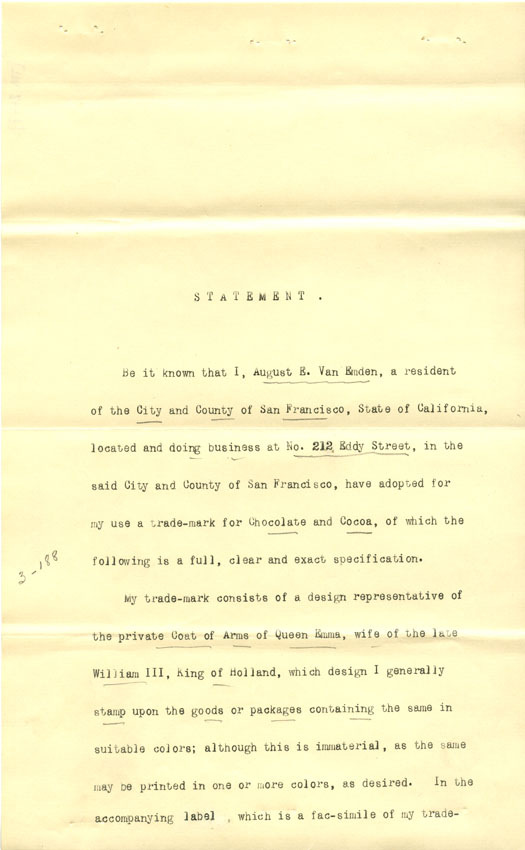 STATEMENT.
Be it known that I, August E. Van Emden, a resident
of the City and County of San Francisco, State of California,
located and doing business at No. 212 Eddy Street, in the
said City and County of San Francisco, have adopted for
my use a trade-mark for Chocolate and Cocoa, of which the
following is a full, clear and exact specification.
3-188
My trade-mark consists of a design representative of
the private Coat of Arms of Queen Emma, wife of the late
William III, King of Holland, which design I generally
stamp upon the goods or packages containing the same in
suitable colors; although this is immaterial, as the same
may be printed in one or more colors, as desired. In the
accompanying label , which is a fac-simile of my trade-